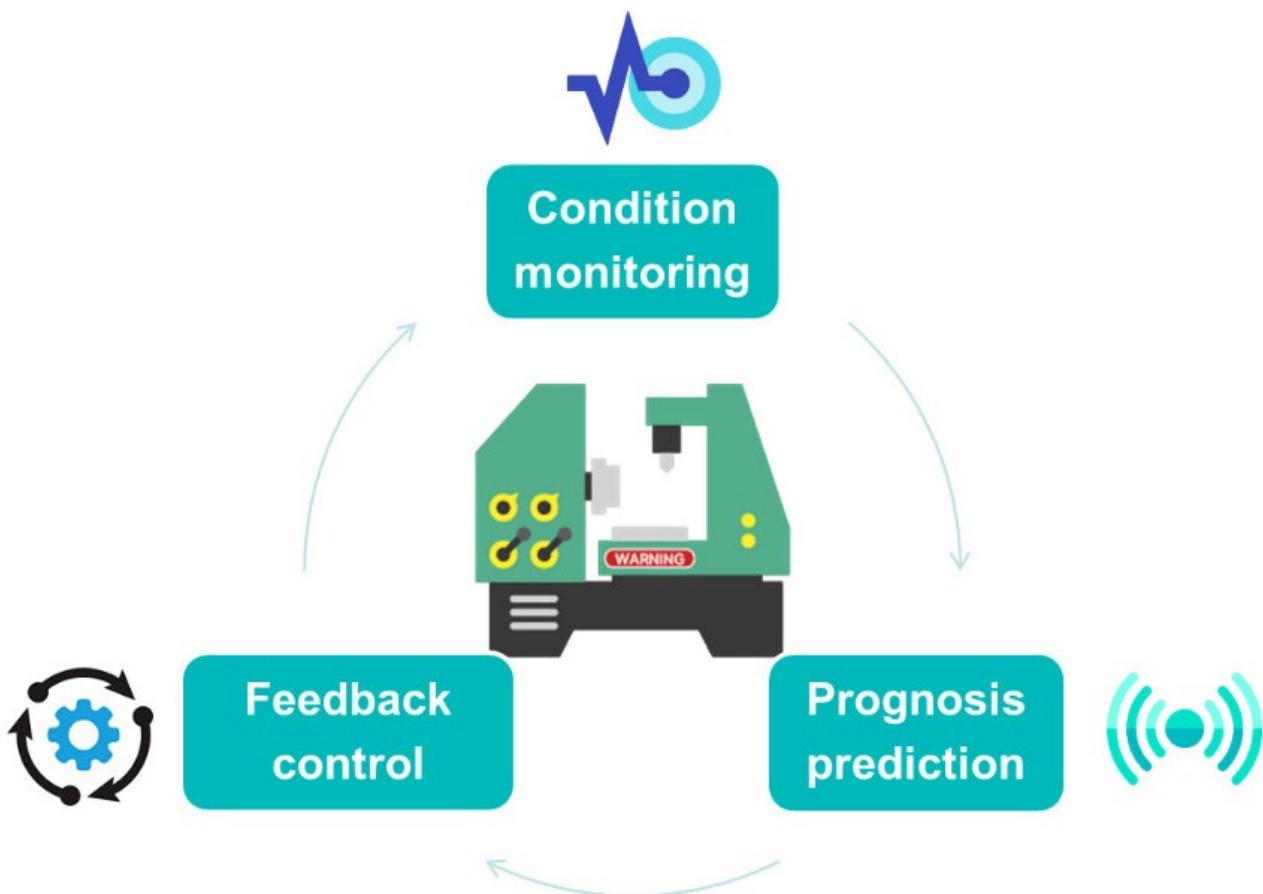 Condition
monitoring
WARNING
Feedback
control
Prognosis
prediction